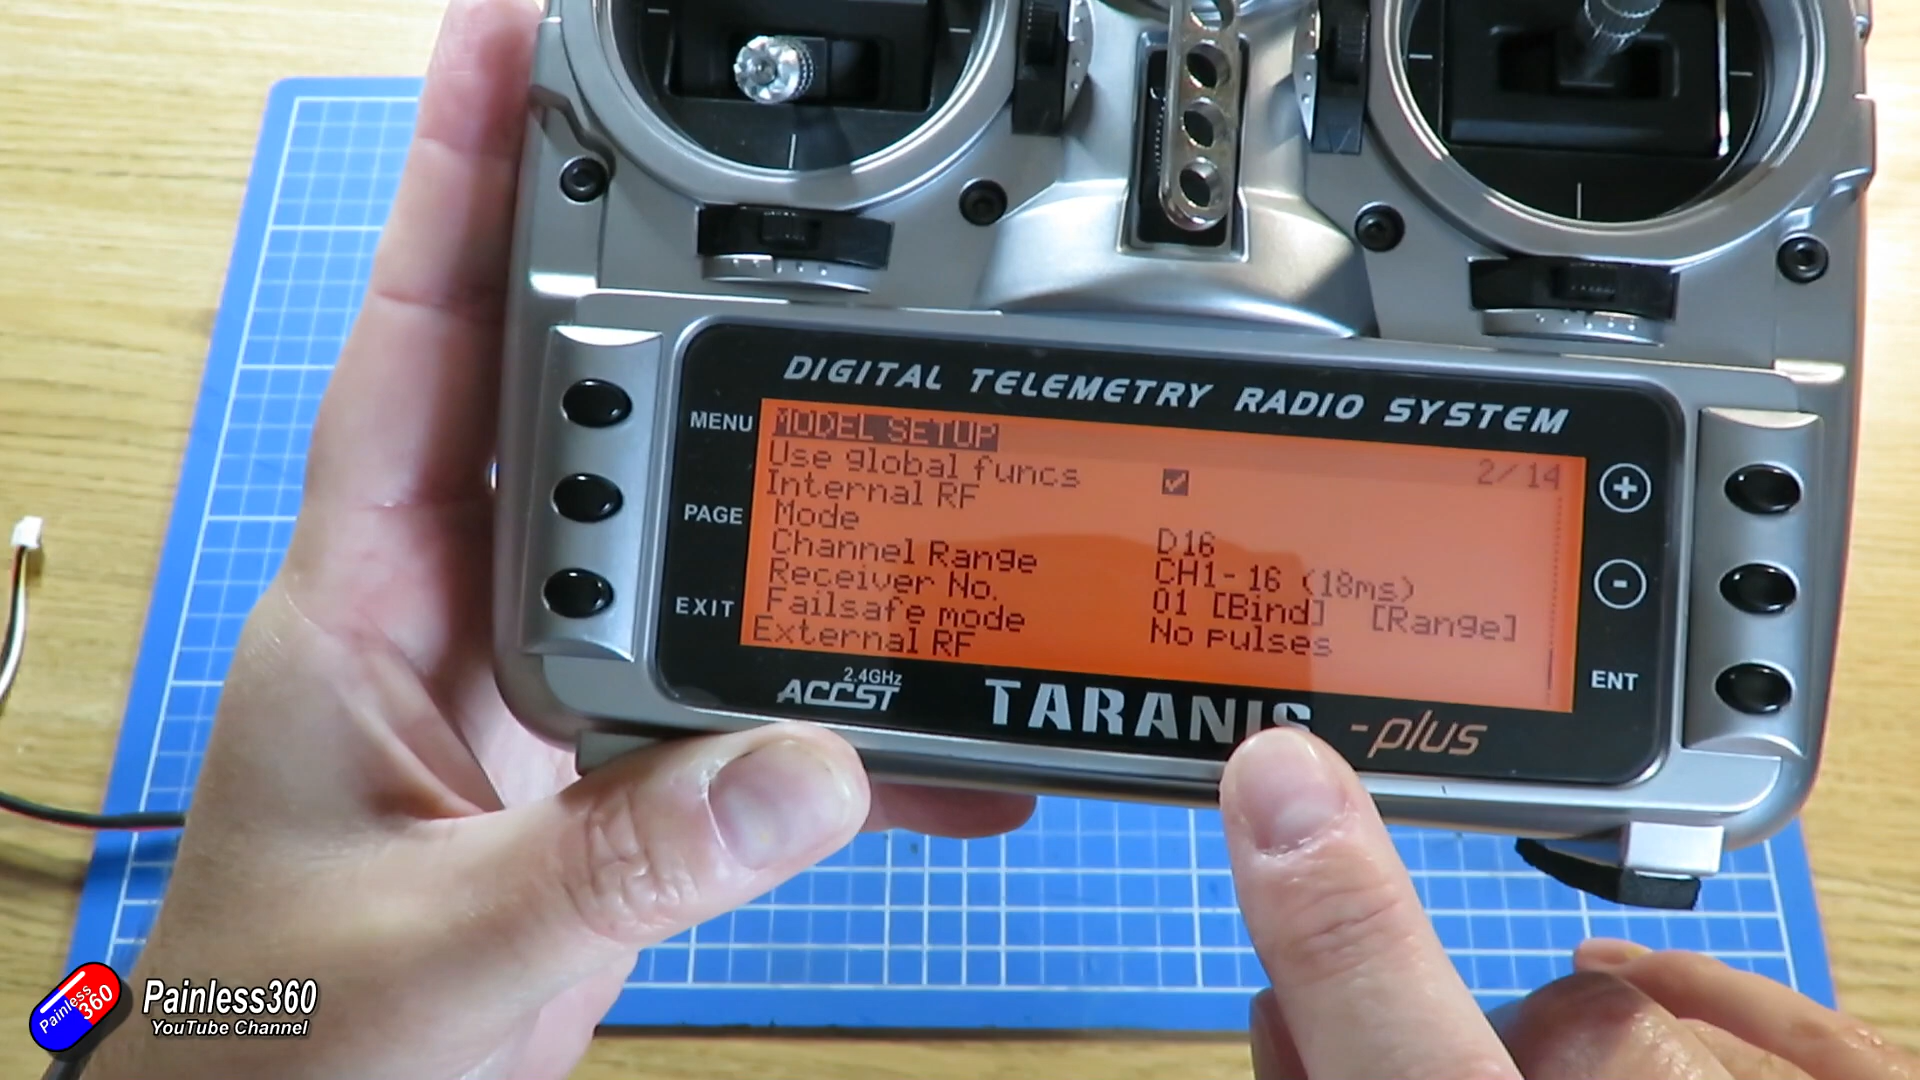 DIGITAL TELEMETRY RADIO SYSTEM
MENU
PAGE
EXIT
MODEL SETUP 2/14
Use global funcs
Internal RF
Mode D16
Channel Range CH1-16 (18ms)
Receiver No. 01 [Bind] [Range]
Failsafe mode No pulses
External RF
+
-
ENT
2.4GHz
ACCST
TARANIS -plus
Painless
360
Painless360
YouTube Channel